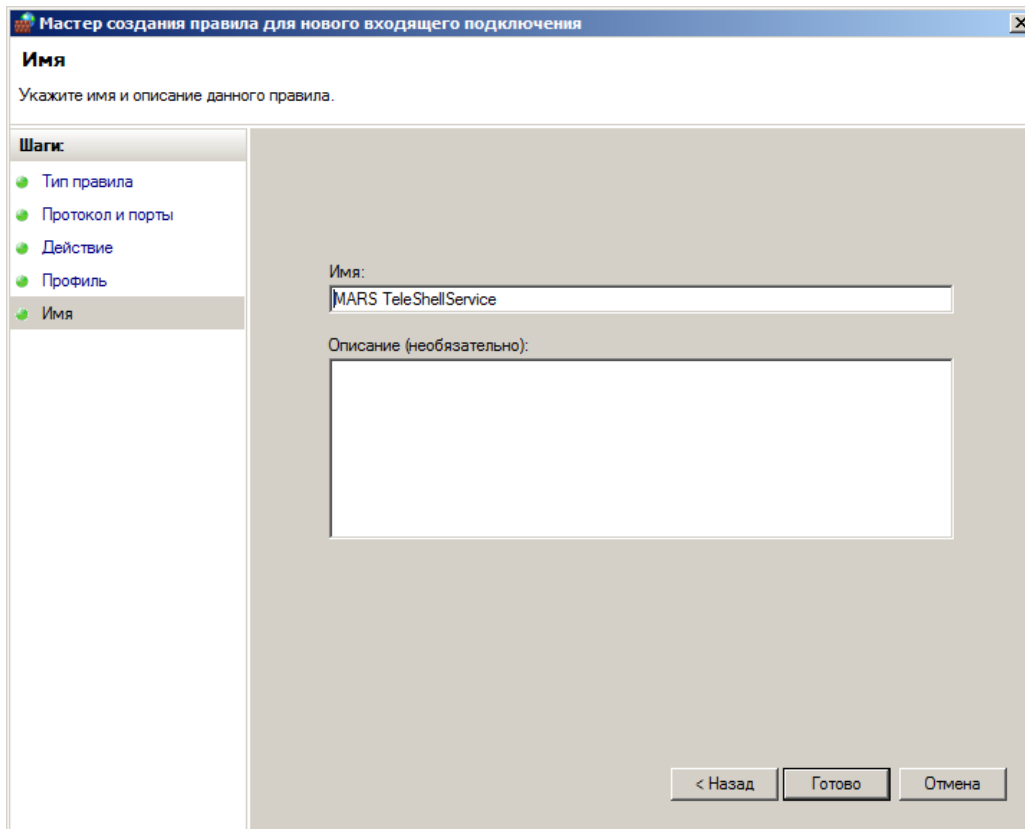 Мастер создания правила для нового входящего подключения
Имя
Укажите имя и описание данного правила.
Шаги:
Тип правила
Протокол и порты
Действие
Профиль
Имя
Имя:
MARS TeleShellService
Описание (необязательно):
< Назад
Готово
Отмена